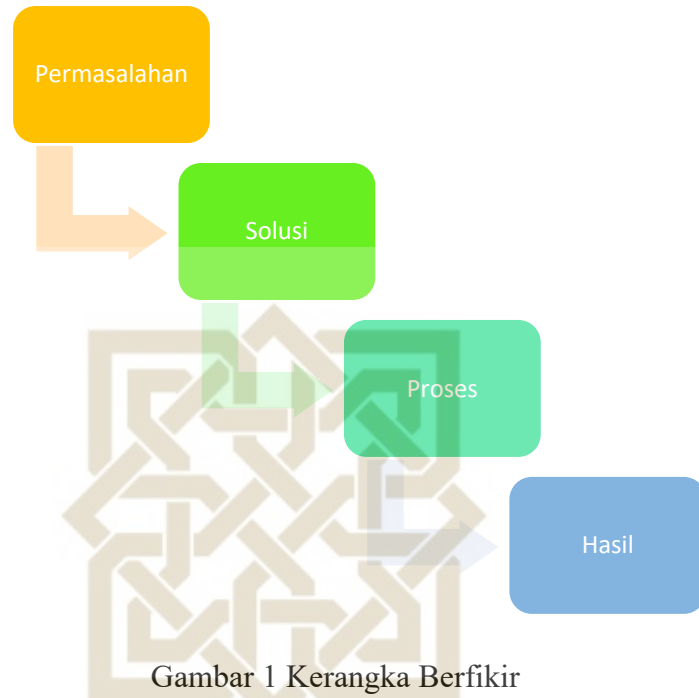 Permasalahan
Solusi
Proses
Hasil
Gambar 1 Kerangka Berfikir